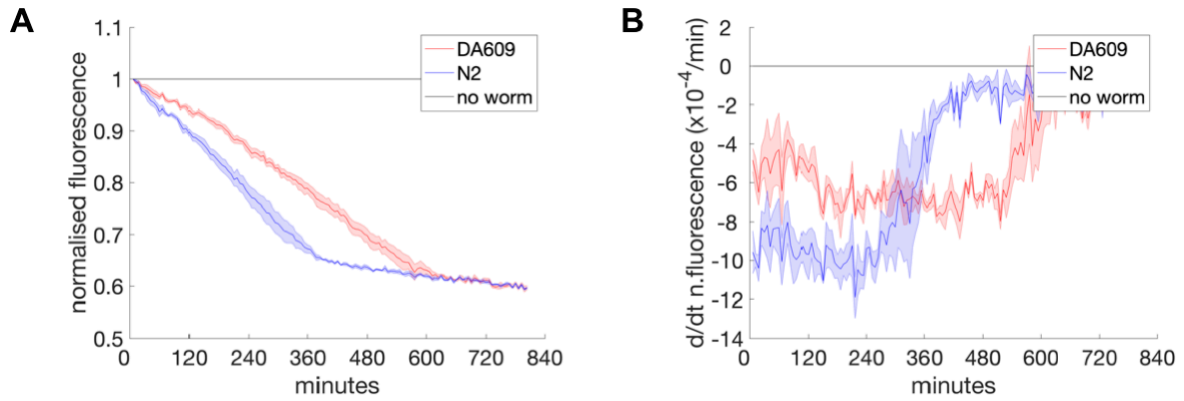 A
1.1
1
0.9
0.8
0.7
0.6
0.5
normalised fluorescence
0 120 240 360 480 600 720 840
minutes
DA609
N2
no worm
B
2
0
-2
-4
-6
-8
-10
-12
-14
d/dt n.fluorescence (x10⁻⁴/min)
0 120 240 360 480 600 720 840
minutes
DA609
N2
no worm